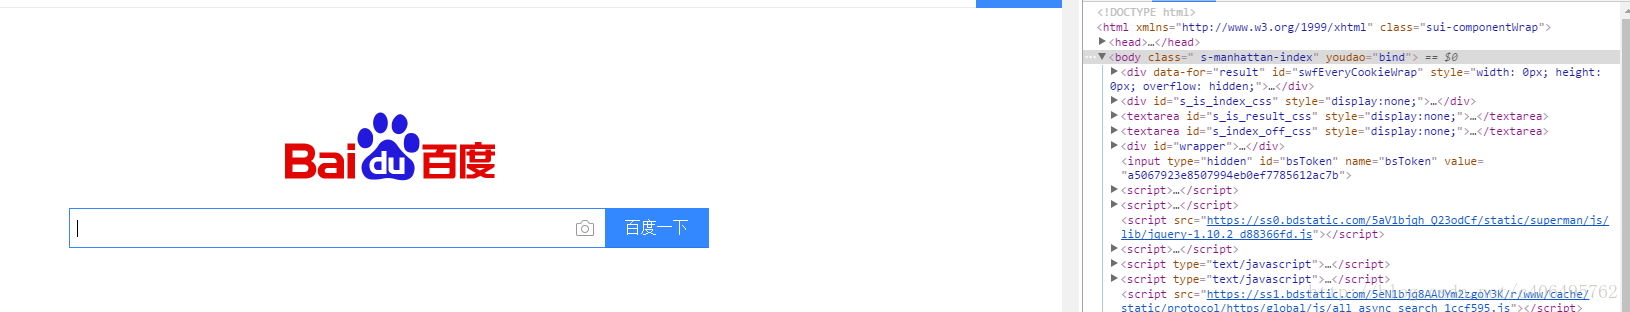 Bai du 百度
百度一下
<!DOCTYPE html>
<html xmlns="http://www.w3.org/1999/xhtml" class="sui-componentWrap">
<head>…</head>
<body class=" s-manhattan-index" youdao="bind"> == $0
<div data-for="result" id="swfEveryCookieWrap" style="width: 0px; height:
0px; overflow: hidden;">…</div>
<div id="s_is_index_css" style="display:none;">…</div>
<textarea id="s_is_result_css" style="display:none;">…</textarea>
<textarea id="s_index_off_css" style="display:none;">…</textarea>
<div id="wrapper">…</div>
<input type="hidden" id="bsToken" name="bsToken" value=
"a5067923e8507994eb0ef7785612ac7b">
<script>…</script>
<script>…</script>
<script src="https://ss0.bdstatic.com/5aV1bjqh_Q23odCf/static/superman/js/
lib/jquery-1.10.2_d88366fd.js"></script>
<script>…</script>
<script type="text/javascript">…</script>
<script type="text/javascript">…</script>
<script src="https://ss1.bdstatic.com/5eN1bjq8AAUYm2zgoY3K/r/www/cache/
static/protocol/https/global/js/all_async_search_1ccf595.js"></script>